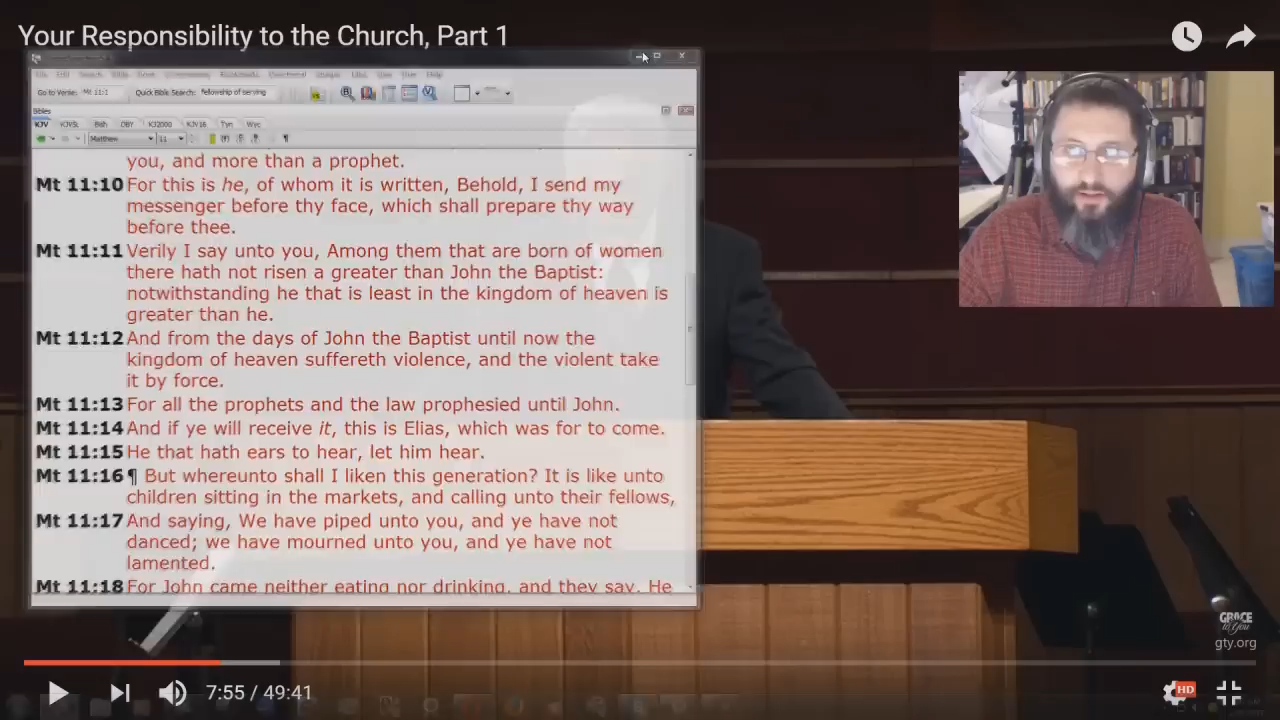 Your Responsibility to the Church, Part 1
Go to Verse: Mt 11:1 Quick Bible Search: fellowship of serving
Bibles
KJV KJVSL Bish DBY KJ2000 KJV16 Tyn Wyc
Matthew 11
you, and more than a prophet.
Mt 11:10 For this is he, of whom it is written, Behold, I send my
messenger before thy face, which shall prepare thy way
before thee.
Mt 11:11 Verily I say unto you, Among them that are born of women
there hath not risen a greater than John the Baptist:
notwithstanding he that is least in the kingdom of heaven is
greater than he.
Mt 11:12 And from the days of John the Baptist until now the
kingdom of heaven suffereth violence, and the violent take
it by force.
Mt 11:13 For all the prophets and the law prophesied until John.
Mt 11:14 And if ye will receive it, this is Elias, which was for to come.
Mt 11:15 He that hath ears to hear, let him hear.
Mt 11:16 ¶ But whereunto shall I liken this generation? It is like unto
children sitting in the markets, and calling unto their fellows,
Mt 11:17 And saying, We have piped unto you, and ye have not
danced; we have mourned unto you, and ye have not
lamented.
Mt 11:18 For John came neither eating nor drinking, and they say, He
GRACE
to You
gty.org
7:55 / 49:41
HD